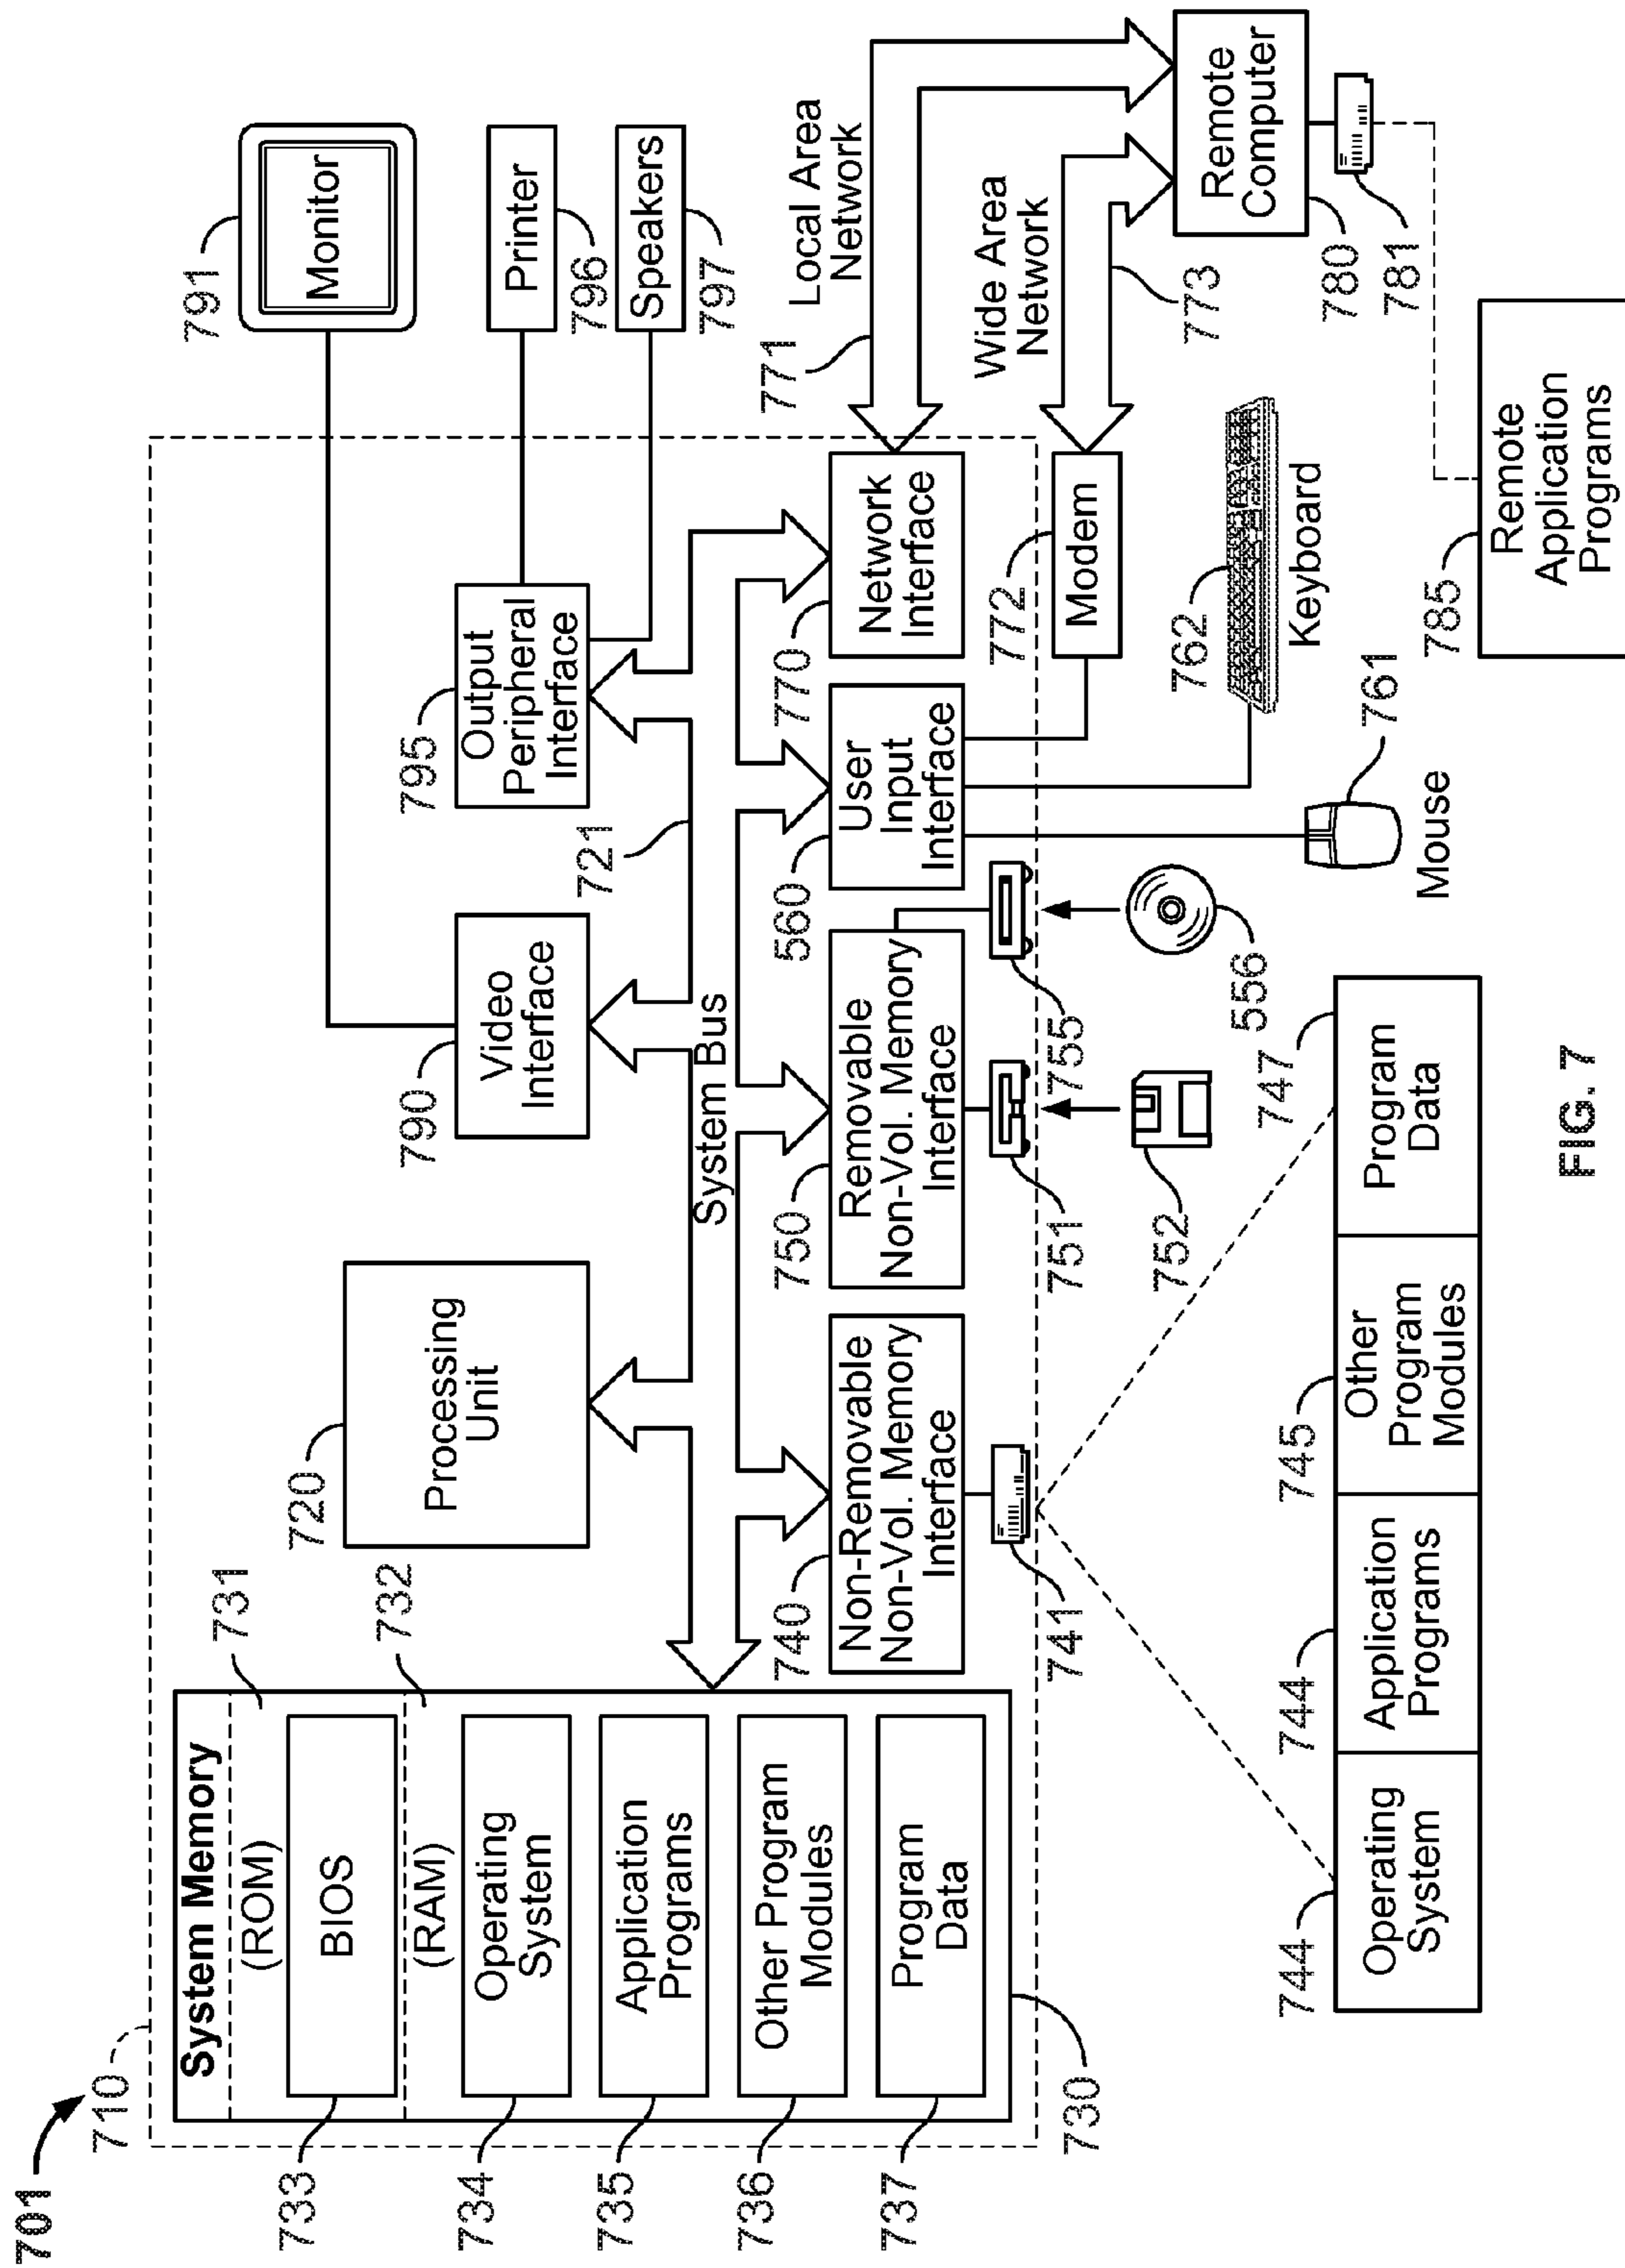 701
710
System Memory
(ROM)
731
BIOS
733
(RAM)
732
Operating
System
734
Application
Programs
735
Other Program
Modules
736
Program
Data
737
730
720
Processing
Unit
790
Video
Interface
795
Output
Peripheral
Interface
791
Monitor
Printer
796
Speakers
797
721
System Bus
740
Non-Removable
Non-Vol. Memory
Interface
750
Removable
Non-Vol. Memory
Interface
560
User
Input
Interface
770
Network
Interface
771
Local Area
Network
741
751
755
772
Modem
Wide Area
Network
773
752
556
762
Keyboard
761
Mouse
Remote
Computer
780
781
744
Operating
System
744
Application
Programs
745
Other
Program
Modules
747
Program
Data
785
Remote
Application
Programs
FIG. 7